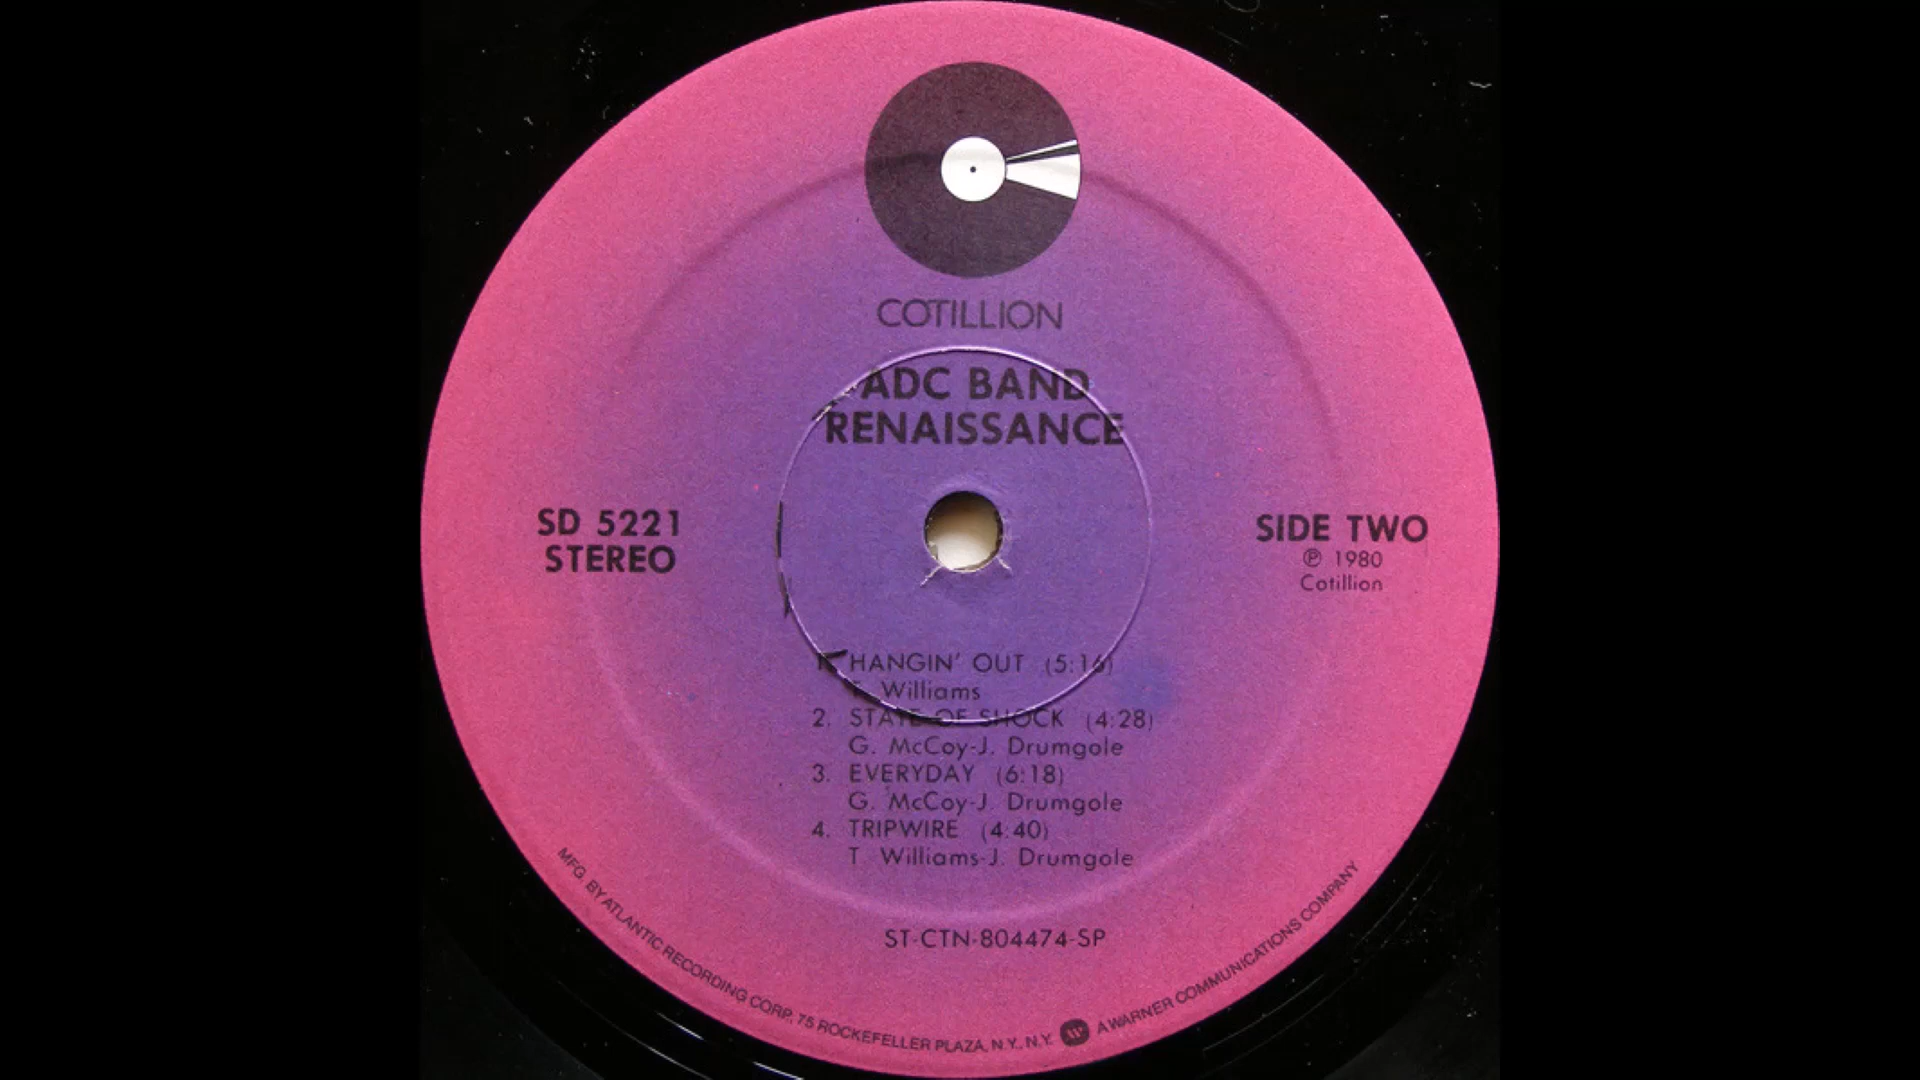 COTILLION
ADC BAND
RENAISSANCE
SD 5221
STEREO
SIDE TWO
℗ 1980
Cotillion
1. HANGIN' OUT (5:16)
Williams
2. STATE OF SHOCK (4:28)
G. McCoy-J. Drumgole
3. EVERYDAY (6:18)
G. McCoy-J. Drumgole
4. TRIPWIRE (4:40)
T. Williams-J. Drumgole
ST-CTN-804474-SP
MFG. BY ATLANTIC RECORDING CORP., 75 ROCKEFELLER PLAZA, N.Y., N.Y. A WARNER COMMUNICATIONS COMPANY